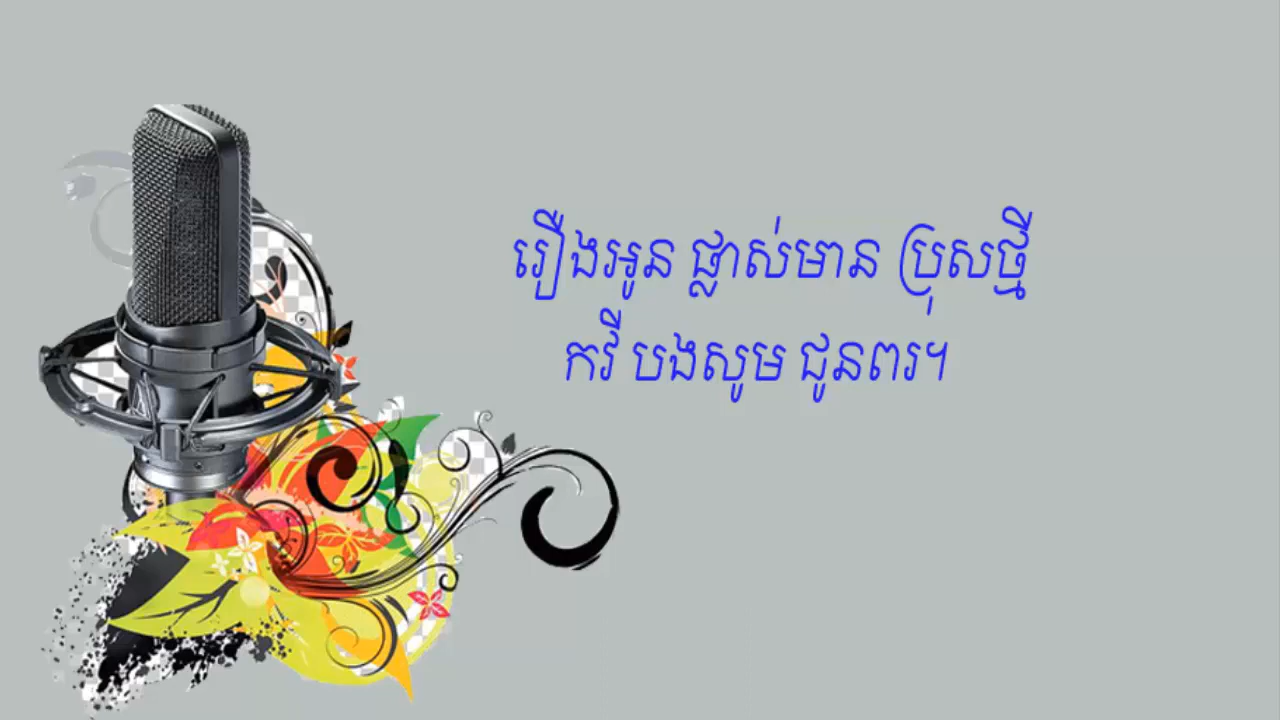 រឿងអូន ផ្លាស់មាន ប្រុសថ្មី
កវី បងសូម ជូនពរ។